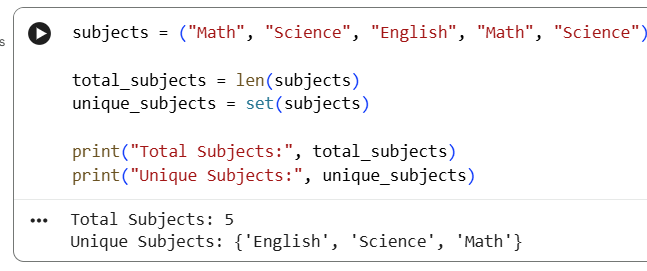 s
subjects = ("Math", "Science", "English", "Math", "Science")
total_subjects = len(subjects)
unique_subjects = set(subjects)
print("Total Subjects:", total_subjects)
print("Unique Subjects:", unique_subjects)
Total Subjects: 5
Unique Subjects: {'English', 'Science', 'Math'}